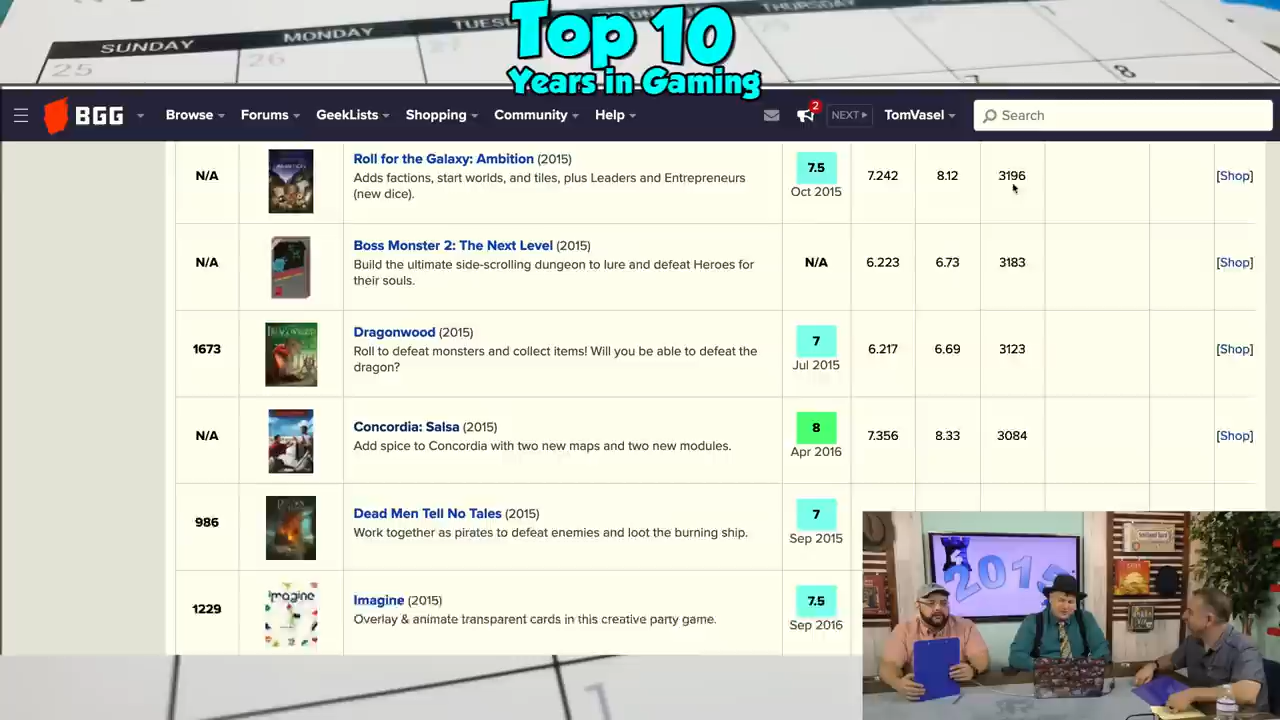 Top 10
Years in Gaming
SUNDAY MONDAY
25 26
8
BGG Browse Forums GeekLists Shopping Community Help 2 NEXT TomVasel Search
N/A Roll for the Galaxy: Ambition (2015) 7.5 7.242 8.12 3196 [Shop]
Adds factions, start worlds, and tiles, plus Leaders and Entrepreneurs Oct 2015
(new dice).
N/A Boss Monster 2: The Next Level (2015) N/A 6.223 6.73 3183 [Shop]
Build the ultimate side-scrolling dungeon to lure and defeat Heroes for
their souls.
1673 Dragonwood (2015) 7 6.217 6.69 3123 [Shop]
Roll to defeat monsters and collect items! Will you be able to defeat the Jul 2015
dragon?
N/A Concordia: Salsa (2015) 8 7.356 8.33 3084 [Shop]
Add spice to Concordia with two new maps and two new modules. Apr 2016
986 Dead Men Tell No Tales (2015) 7
Work together as pirates to defeat enemies and loot the burning ship. Sep 2015
1229 Imagine (2015) 7.5
Overlay & animate transparent cards in this creative party game. Sep 2016
imagine
1